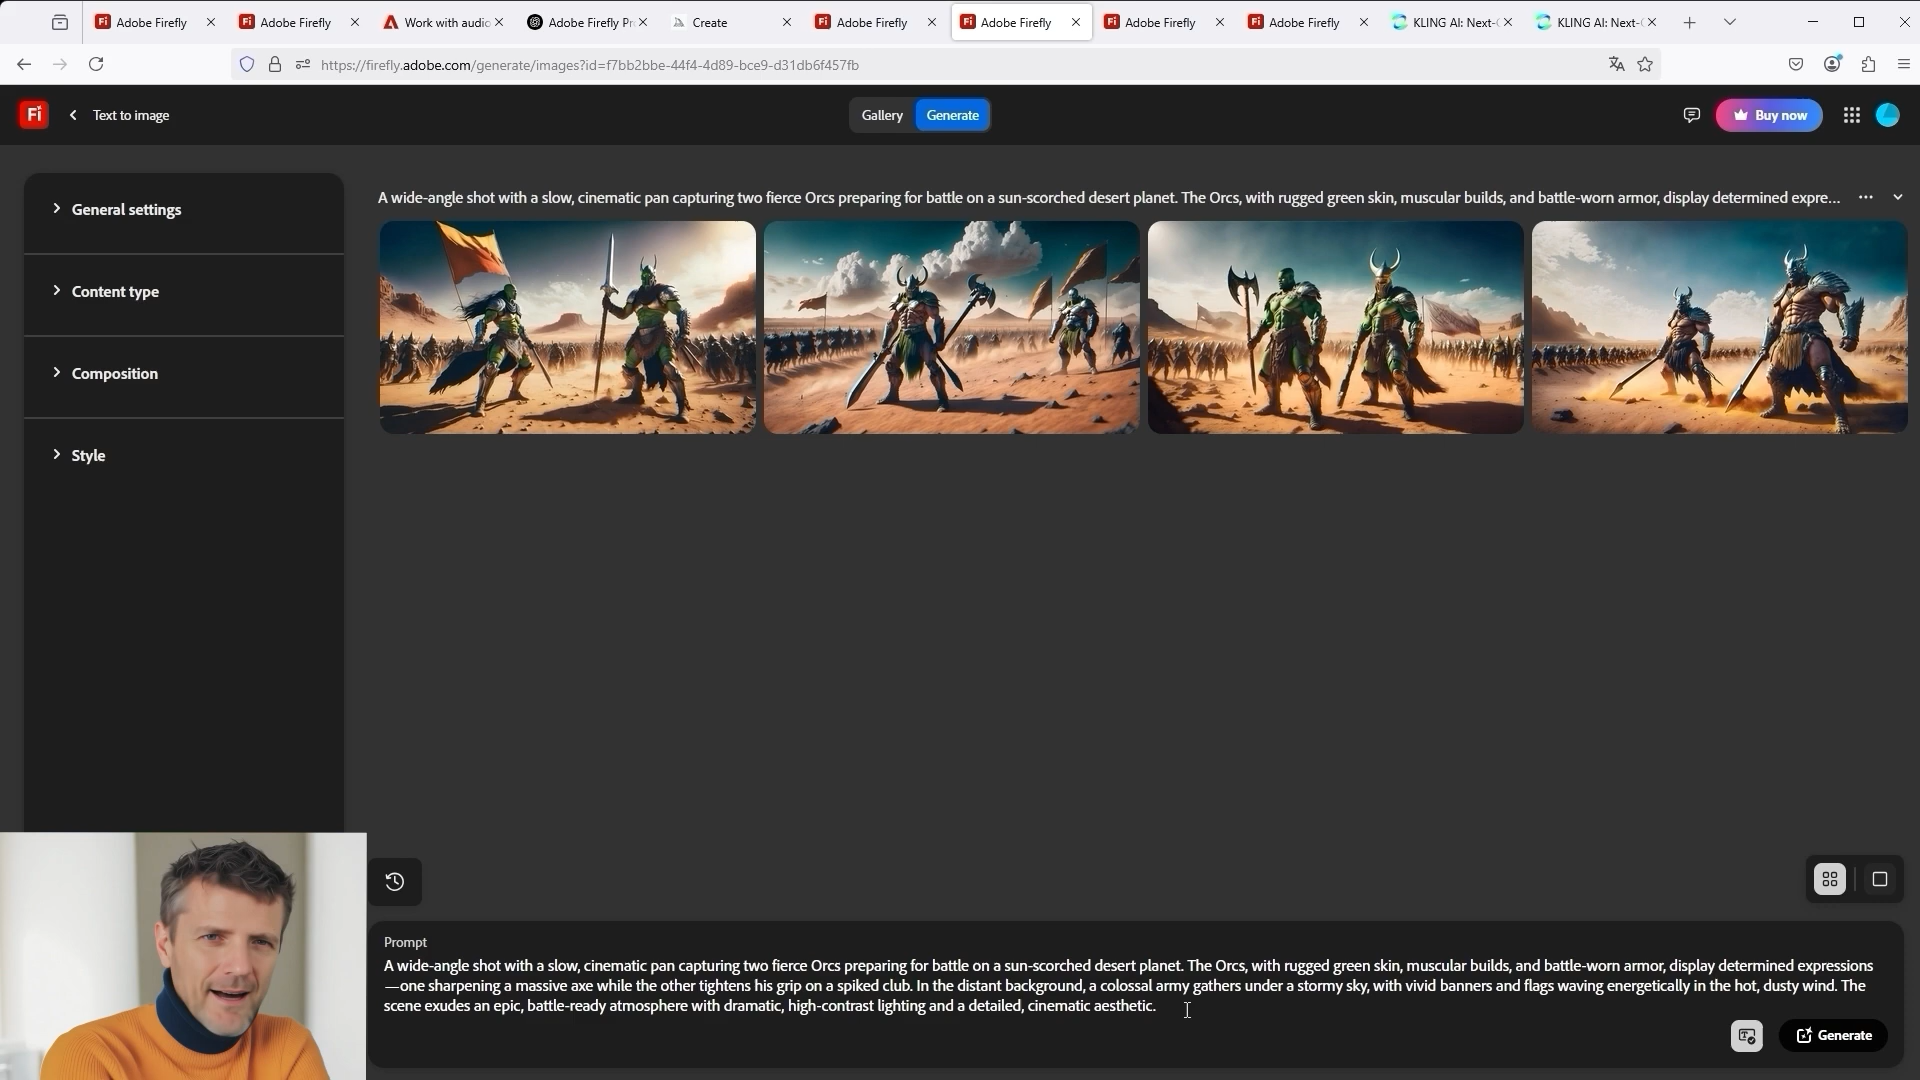 Adobe Firefly
Adobe Firefly
Work with audio
Adobe Firefly Pr
Create
Adobe Firefly
Adobe Firefly
Adobe Firefly
Adobe Firefly
KLING AI: Next-
KLING AI: Next-
https://firefly.adobe.com/generate/images?id=f7bb2bbe-44f4-4d89-bce9-d31db6f457fb
Fi
Text to image
Gallery
Generate
Buy now
General settings
Content type
Composition
Style
A wide-angle shot with a slow, cinematic pan capturing two fierce Orcs preparing for battle on a sun-scorched desert planet. The Orcs, with rugged green skin, muscular builds, and battle-worn armor, display determined expre...
Prompt
A wide-angle shot with a slow, cinematic pan capturing two fierce Orcs preparing for battle on a sun-scorched desert planet. The Orcs, with rugged green skin, muscular builds, and battle-worn armor, display determined expressions
—one sharpening a massive axe while the other tightens his grip on a spiked club. In the distant background, a colossal army gathers under a stormy sky, with vivid banners and flags waving energetically in the hot, dusty wind. The
scene exudes an epic, battle-ready atmosphere with dramatic, high-contrast lighting and a detailed, cinematic aesthetic.
Generate